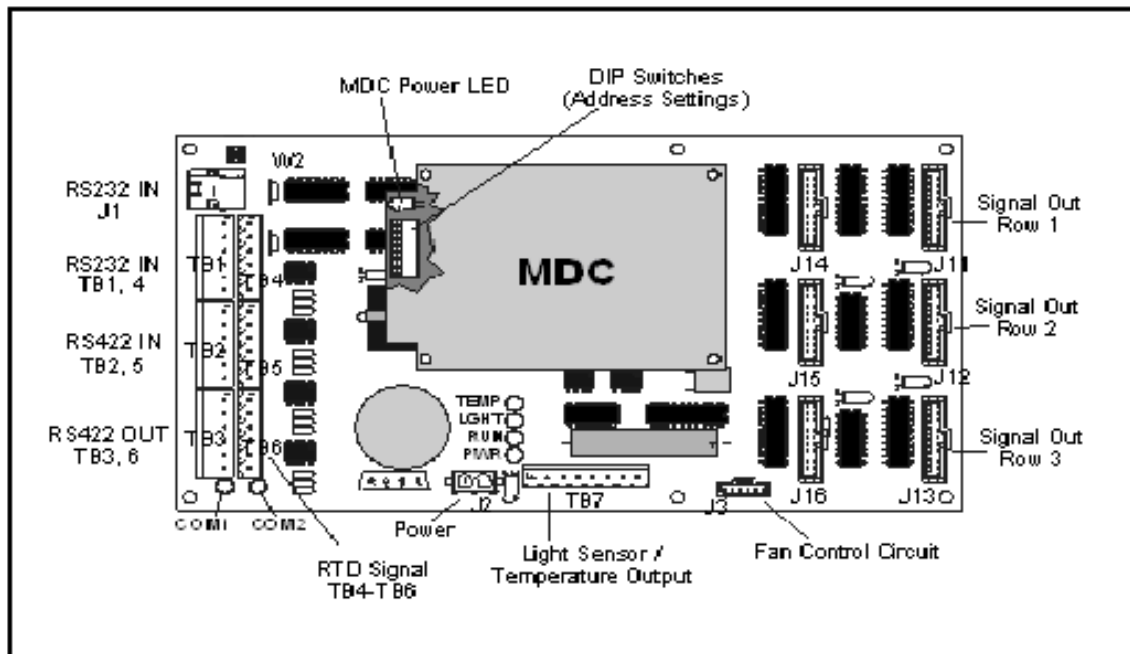 MDC Power LED
DIP Switches
(Address Settings)
W2
RS232 IN
J1
RS232 IN
TB1, 4
RS422 IN
TB2, 5
RS422 OUT
TB3, 6
TB1
TB4
TB2
TB5
TB3
TB6
MDC
TEMP
LGHT
RUN
PWR
J14
J11
J15
J12
J16
J13
Signal Out
Row 1
Signal Out
Row 2
Signal Out
Row 3
COM1
COM2
J2
TB7
J3
Power
RTD Signal
TB4-TB6
Light Sensor /
Temperature Output
Fan Control Circuit